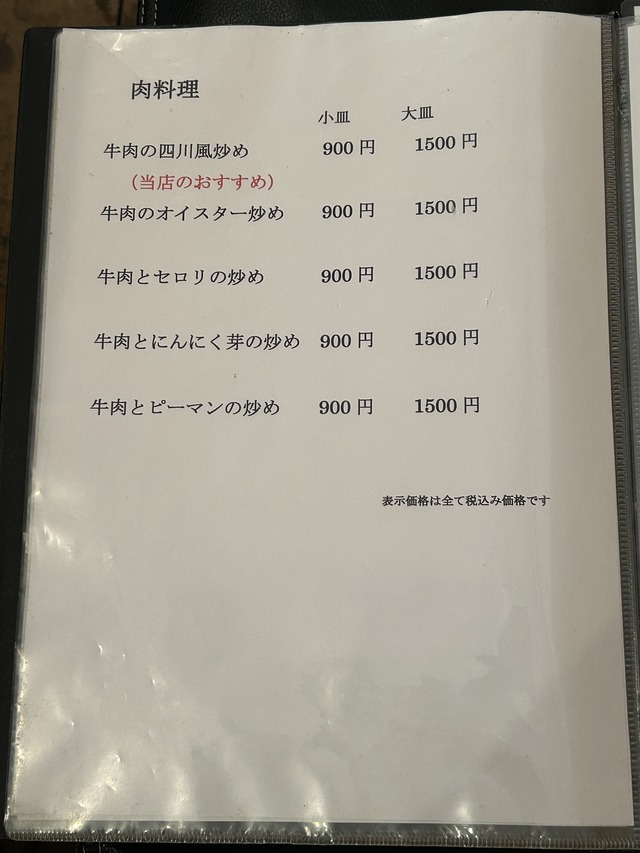 肉料理
小皿 大皿
牛肉の四川風炒め 900円 1500円
（当店のおすすめ）
牛肉のオイスター炒め 900円 1500円
牛肉とセロリの炒め 900円 1500円
牛肉とにんにく芽の炒め 900円 1500円
牛肉とピーマンの炒め 900円 1500円
表示価格は全て税込み価格です